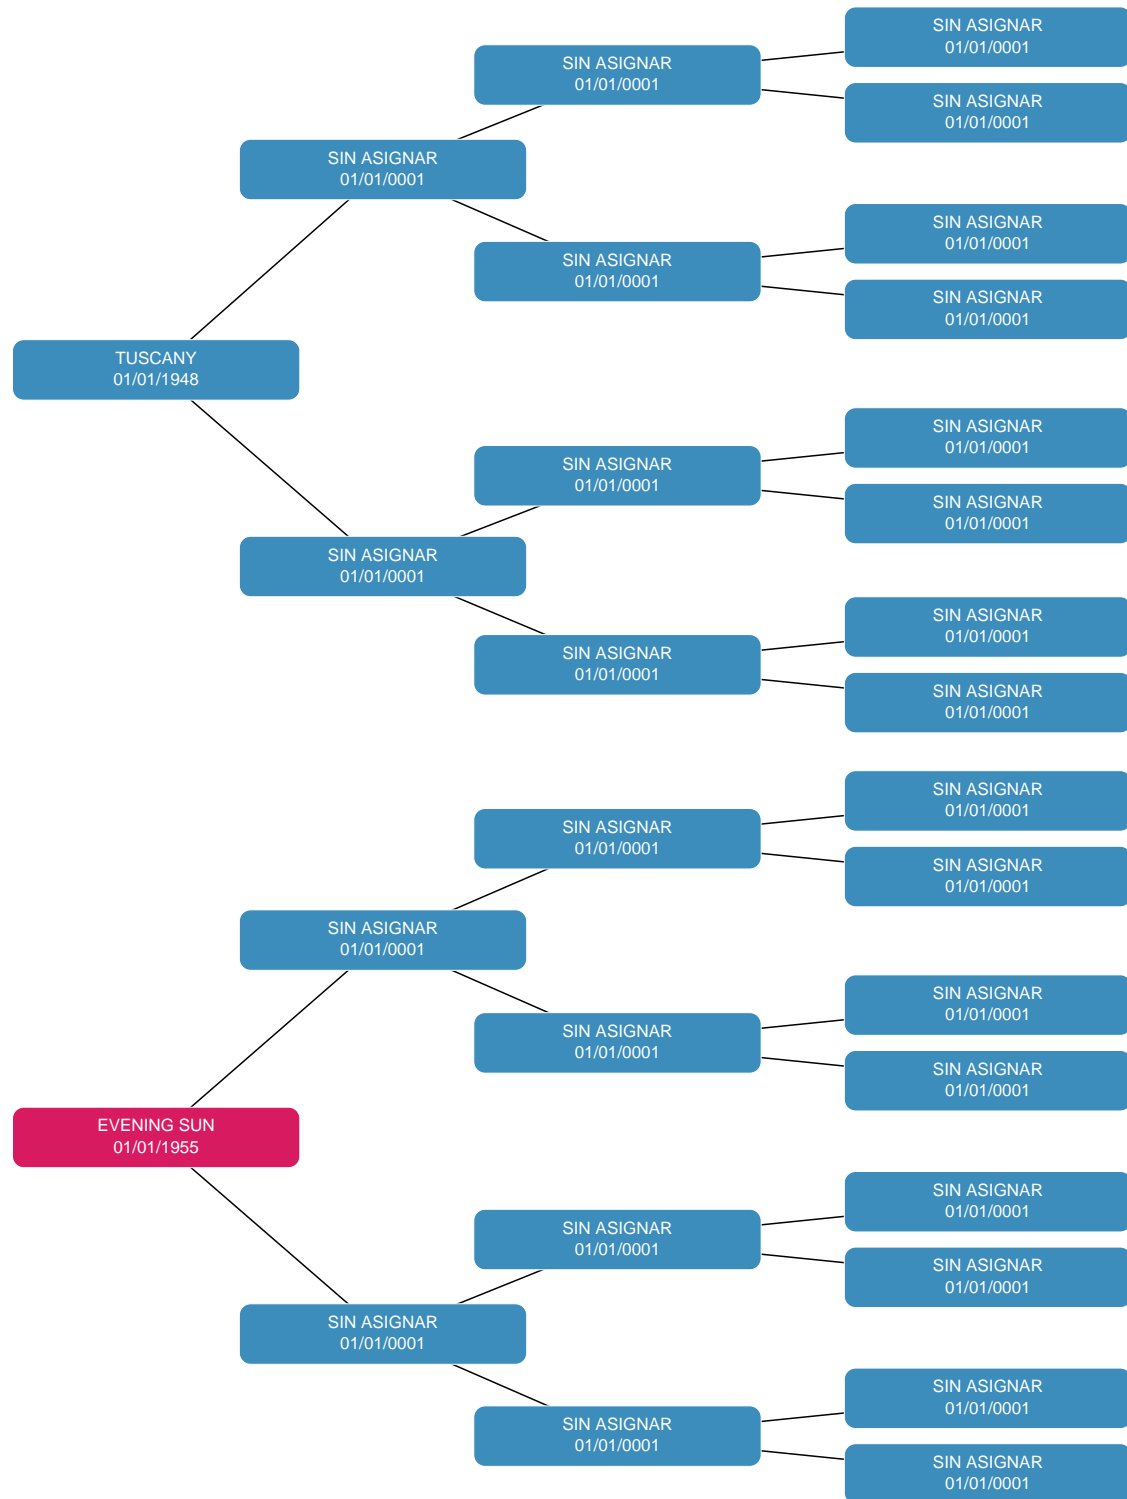 SIN ASIGNAR
01/01/0001
SIN ASIGNAR
01/01/0001
SIN ASIGNAR
01/01/0001
SIN ASIGNAR
01/01/0001
SIN ASIGNAR
01/01/0001
SIN ASIGNAR
01/01/0001
SIN ASIGNAR
01/01/0001
TUSCANY
01/01/1948
SIN ASIGNAR
01/01/0001
SIN ASIGNAR
01/01/0001
SIN ASIGNAR
01/01/0001
SIN ASIGNAR
01/01/0001
SIN ASIGNAR
01/01/0001
SIN ASIGNAR
01/01/0001
SIN ASIGNAR
01/01/0001
SIN ASIGNAR
01/01/0001
SIN ASIGNAR
01/01/0001
SIN ASIGNAR
01/01/0001
SIN ASIGNAR
01/01/0001
SIN ASIGNAR
01/01/0001
SIN ASIGNAR
01/01/0001
SIN ASIGNAR
01/01/0001
EVENING SUN
01/01/1955
SIN ASIGNAR
01/01/0001
SIN ASIGNAR
01/01/0001
SIN ASIGNAR
01/01/0001
SIN ASIGNAR
01/01/0001
SIN ASIGNAR
01/01/0001
SIN ASIGNAR
01/01/0001
SIN ASIGNAR
01/01/0001